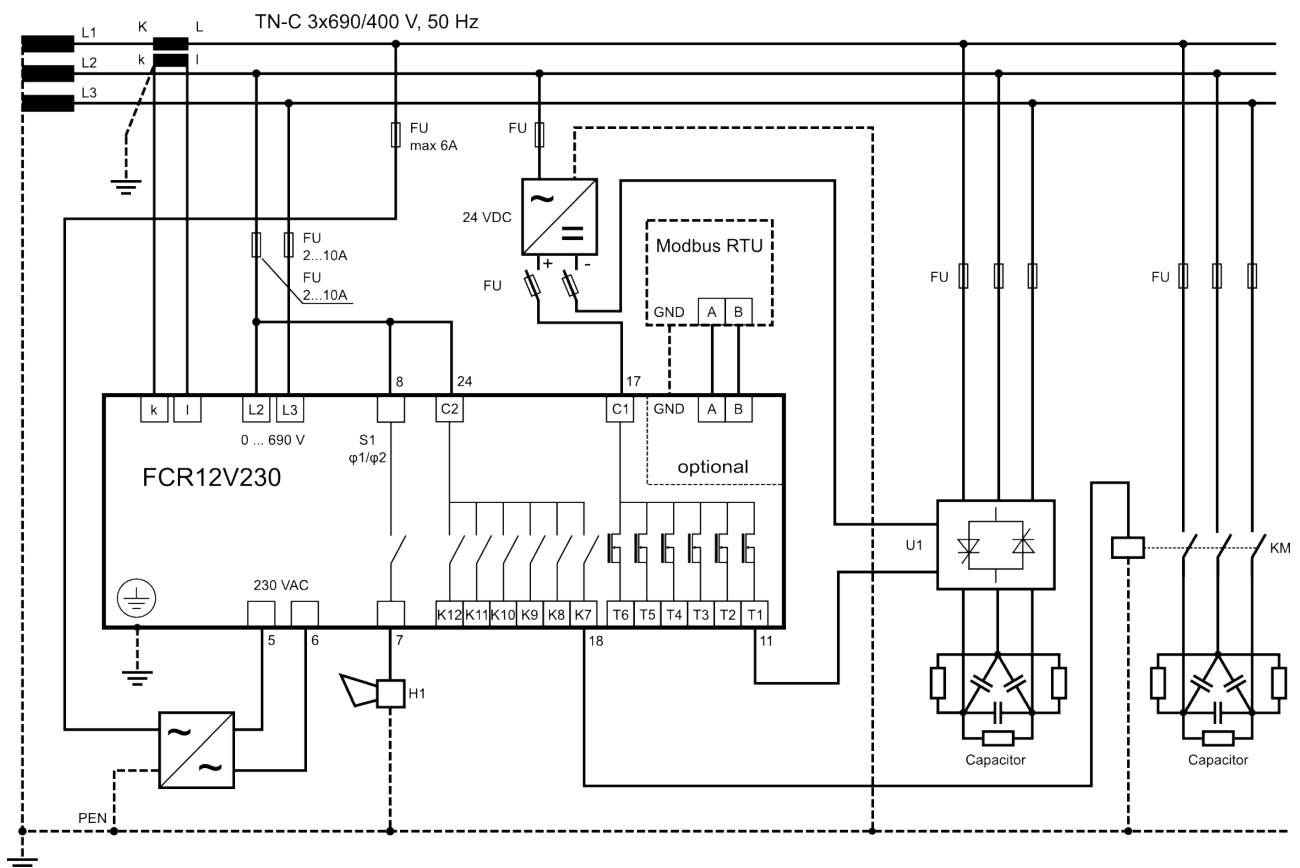 TN-C 3x690/400 V, 50 Hz
L1
K
L
L2
k
l
L3
FU
max 6A
FU
24 VDC
+
-
FU
Modbus RTU
GND
A
B
FU
2...10A
FU
2...10A
FU
FU
8
24
17
k
l
L2
L3
C2
C1
GND
A
B
0 ... 690 V
S1
φ1/φ2
optional
FCR12V230
U1
KM
230 VAC
K12
K11
K10
K9
K8
K7
T6
T5
T4
T3
T2
T1
5
6
7
18
11
H1
Capacitor
Capacitor
PEN